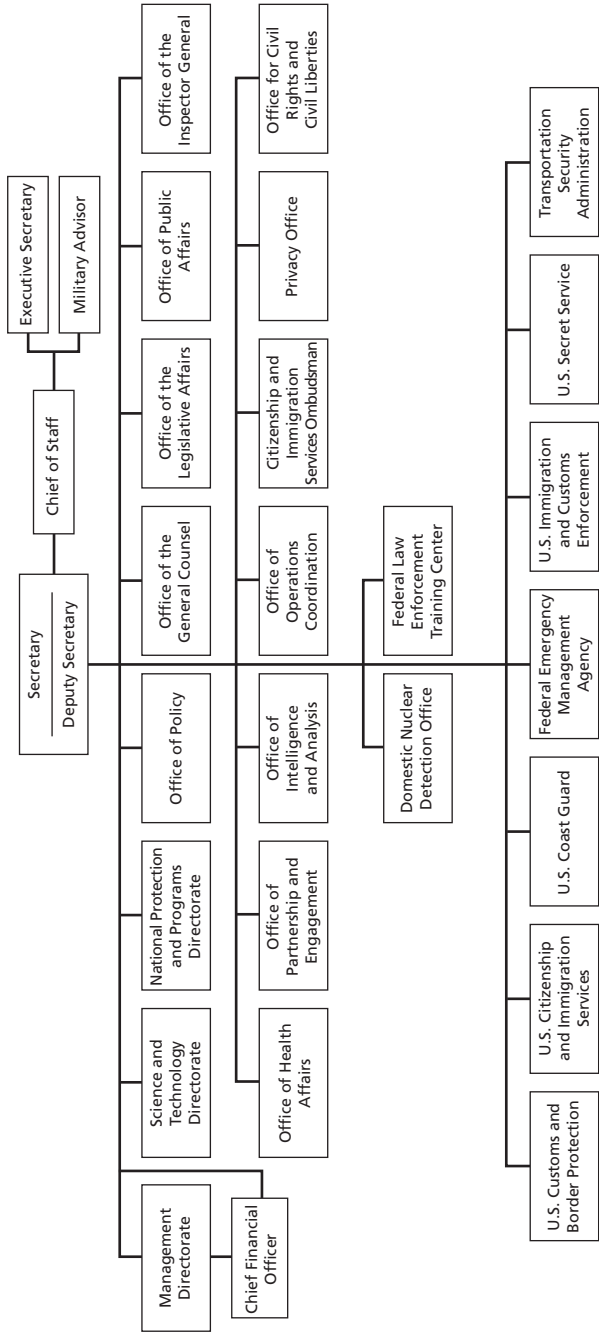 Secretary
Deputy Secretary
Chief of Staff
Executive Secretary
Military Advisor
Management
Directorate
Chief Financial
Officer
Science and
Technology
Directorate
National Protection
and Programs
Directorate
Office of Policy
Office of the
General Counsel
Office of the
Legislative Affairs
Office of Public
Affairs
Office of the
Inspector General
Office of Health
Affairs
Office of
Partnership and
Engagement
Office of
Intelligence
and Analysis
Office of
Operations
Coordination
Citizenship and
Immigration
Services Ombudsman
Privacy Office
Office for Civil
Rights and
Civil Liberties
Domestic Nuclear
Detection Office
Federal Law
Enforcement
Training Center
U.S. Customs and
Border Protection
U.S. Citizenship
and Immigration
Services
U.S. Coast Guard
Federal Emergency
Management
Agency
U.S. Immigration
and Customs
Enforcement
U.S. Secret Service
Transportation
Security
Administration